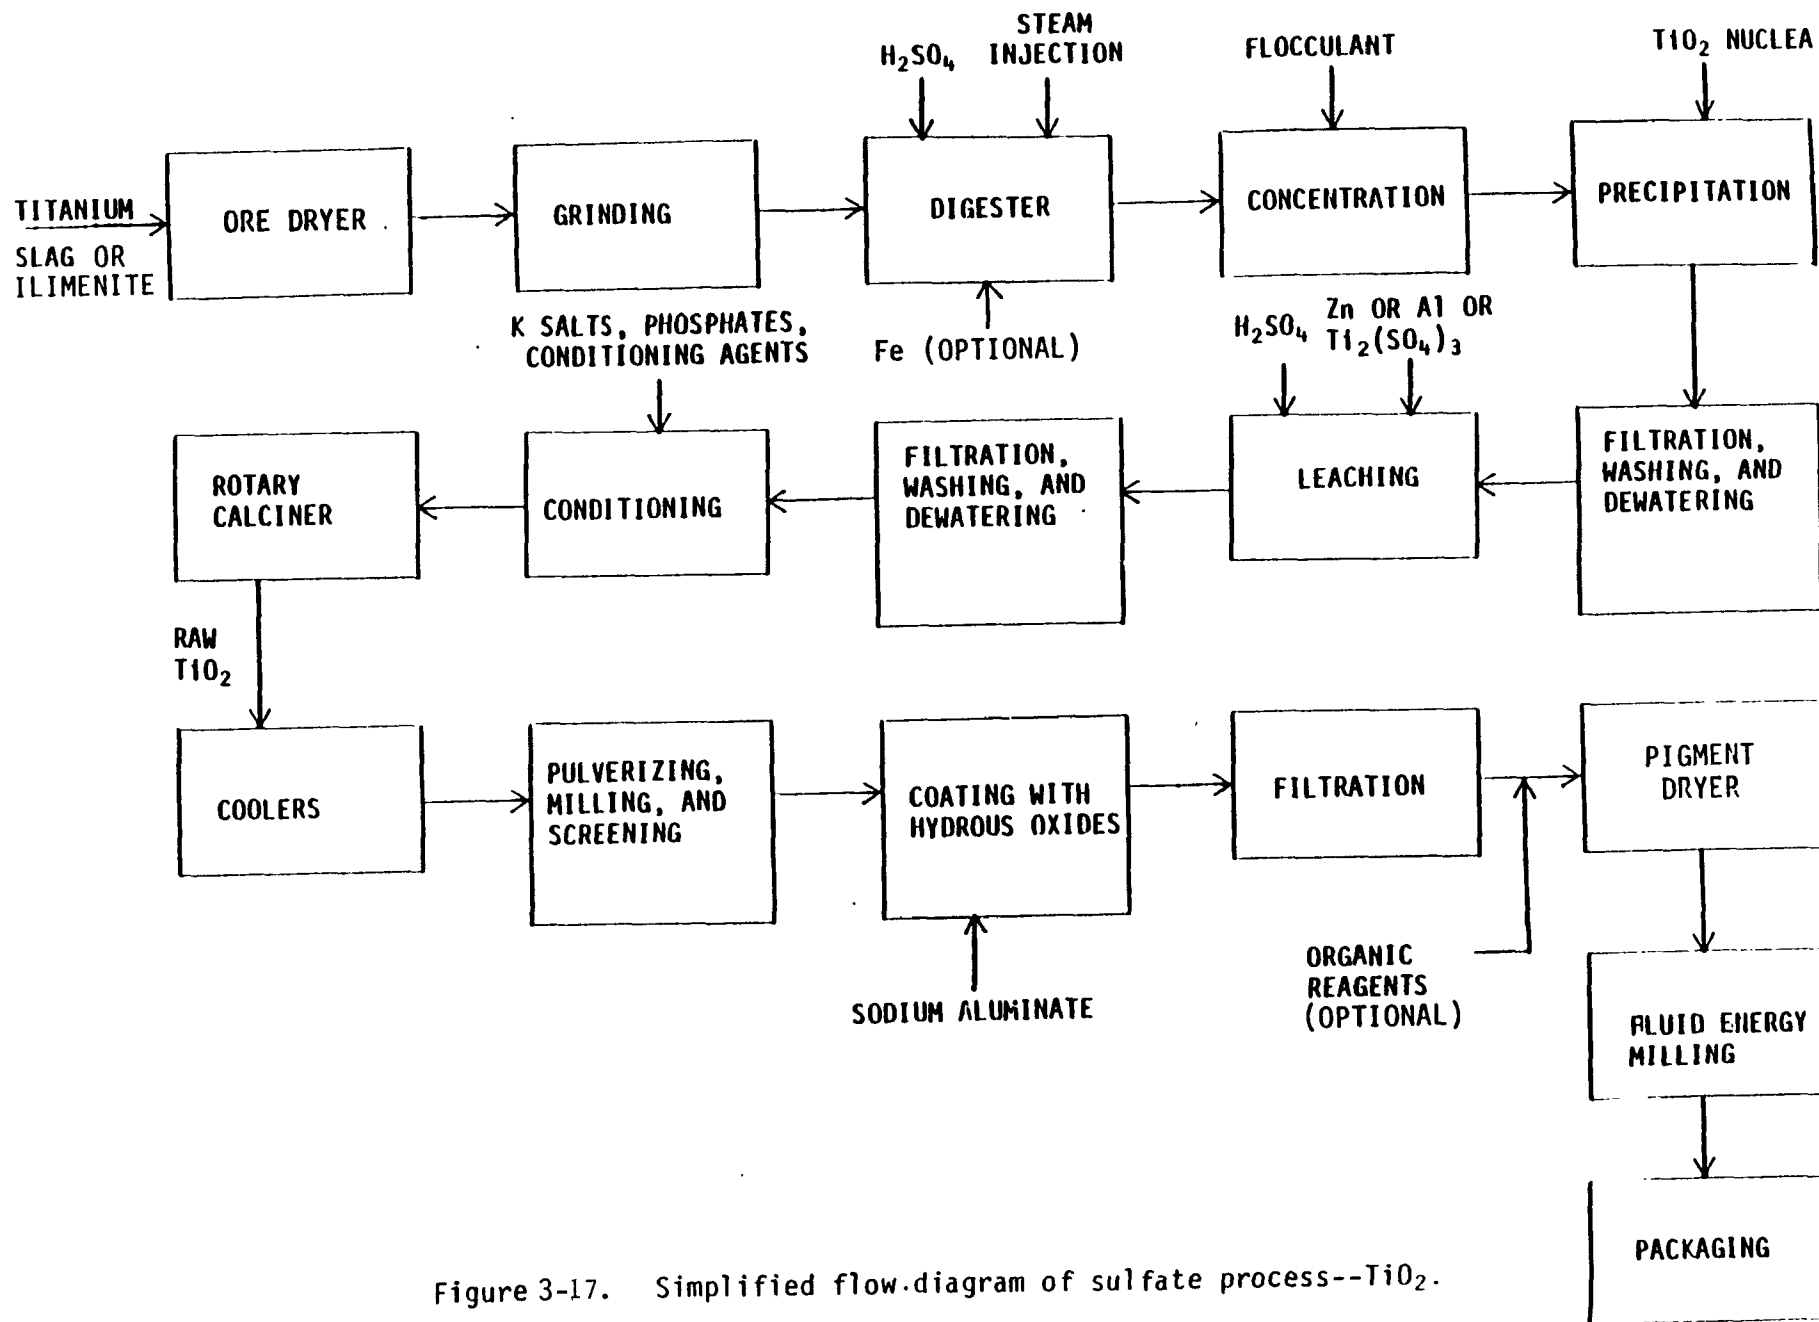 STEAM
H₂SO₄ INJECTION
FLOCCULANT
TiO₂ NUCLEA
TITANIUM
SLAG OR
ILIMENITE
ORE DRYER
GRINDING
DIGESTER
CONCENTRATION
PRECIPITATION
Fe (OPTIONAL)
K SALTS, PHOSPHATES,
CONDITIONING AGENTS
H₂SO₄
Zn OR Al OR
Ti₂(SO₄)₃
FILTRATION,
WASHING, AND
DEWATERING
LEACHING
FILTRATION,
WASHING, AND
DEWATERING
CONDITIONING
ROTARY
CALCINER
RAW
TiO₂
COOLERS
PULVERIZING,
MILLING, AND
SCREENING
COATING WITH
HYDROUS OXIDES
SODIUM ALUMINATE
FILTRATION
ORGANIC
REAGENTS
(OPTIONAL)
PIGMENT
DRYER
FLUID ENERGY
MILLING
PACKAGING
Figure 3-17. Simplified flow diagram of sulfate process--TiO₂.